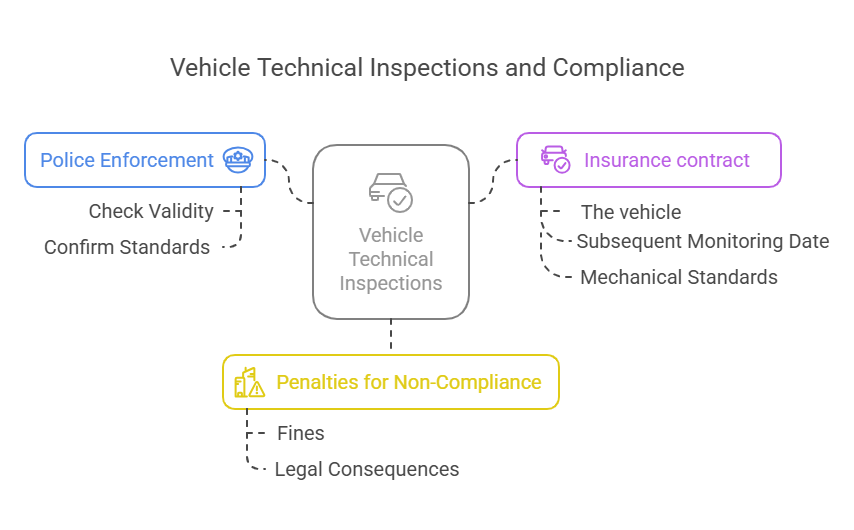 Vehicle Technical Inspections and Compliance
Police Enforcement
Check Validity
Confirm Standards
Vehicle
Technical
Inspections
Insurance contract
The vehicle
Subsequent Monitoring Date
Mechanical Standards
Penalties for Non-Compliance
Fines
Legal Consequences